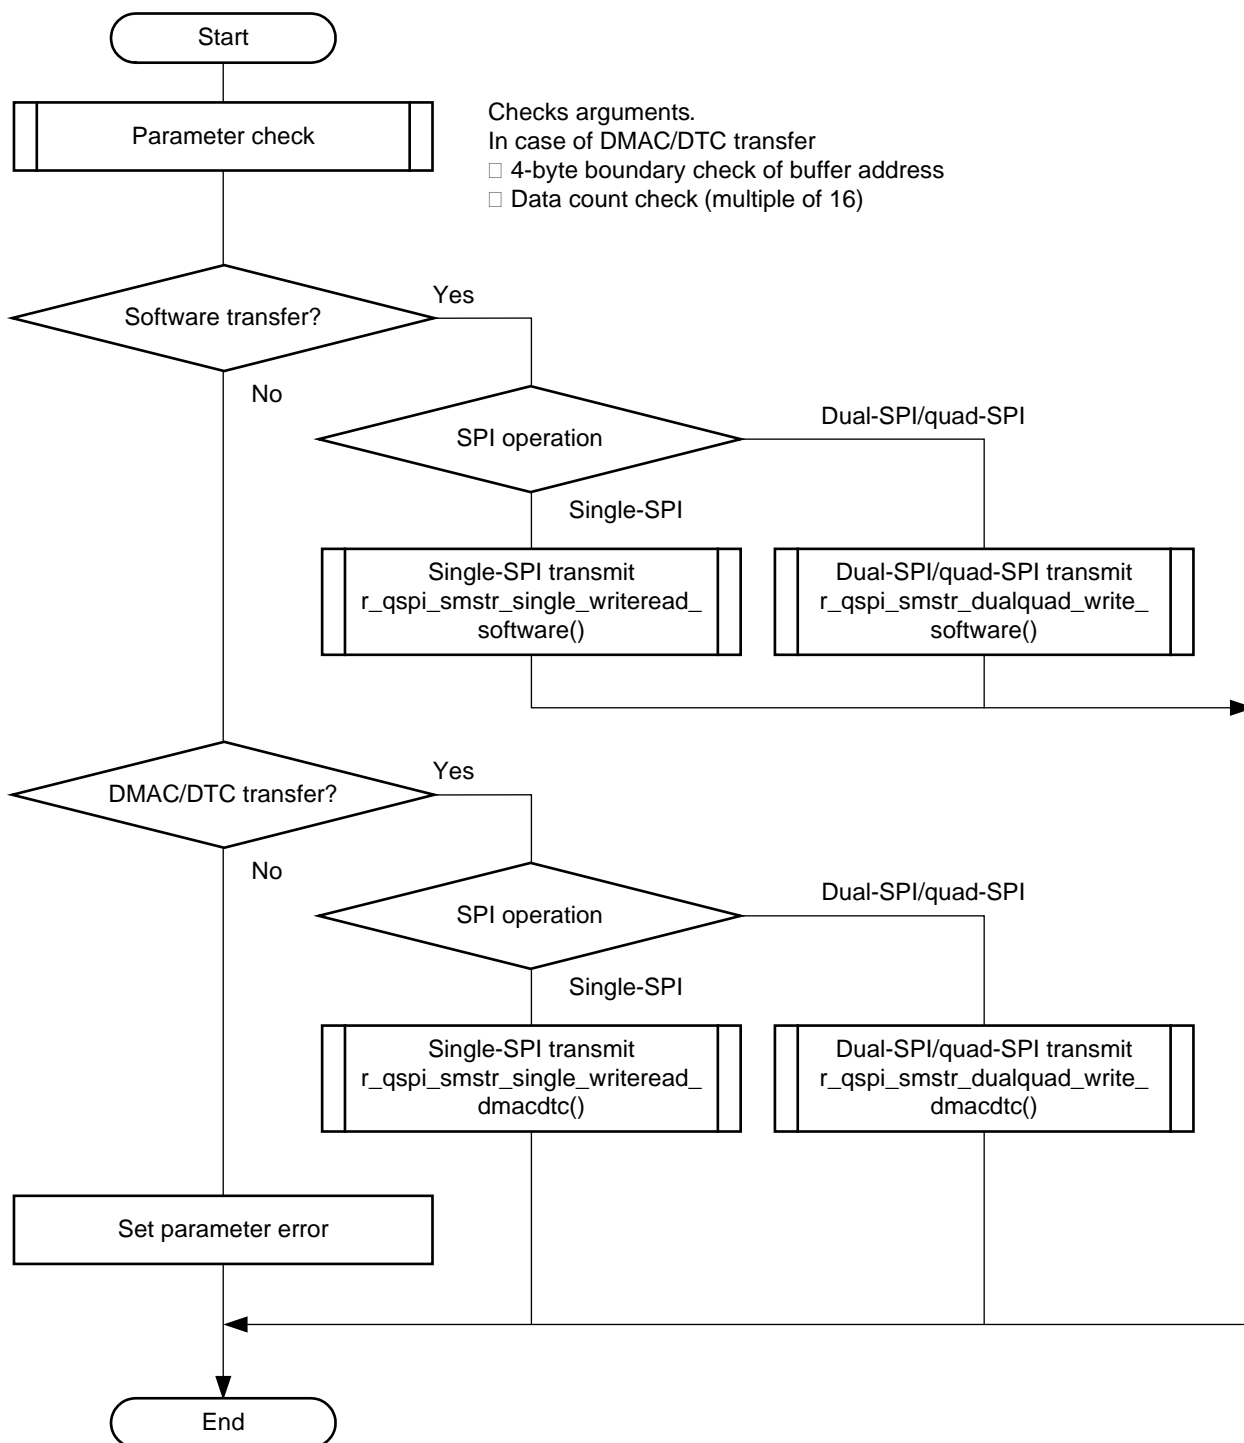 Start
Parameter check
Checks arguments.
In case of DMAC/DTC transfer
□ 4-byte boundary check of buffer address
□ Data count check (multiple of 16)
Software transfer?
Yes
No
SPI operation
Dual-SPI/quad-SPI
Single-SPI
Single-SPI transmit
r_qspi_smstr_single_writeread_
software()
Dual-SPI/quad-SPI transmit
r_qspi_smstr_dualquad_write_
software()
DMAC/DTC transfer?
Yes
No
SPI operation
Dual-SPI/quad-SPI
Single-SPI
Single-SPI transmit
r_qspi_smstr_single_writeread_
dmacdtc()
Dual-SPI/quad-SPI transmit
r_qspi_smstr_dualquad_write_
dmacdtc()
Set parameter error
End